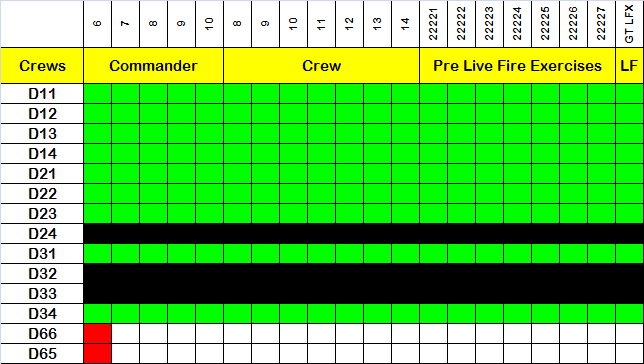 6 7 8 9 10 8 9 10 11 12 13 14 22221 22222 22223 22224 22225 22226 22227 GT LFX
Crews Commander Crew Pre Live Fire Exercises LF
D11
D12
D13
D14
D21
D22
D23
D24
D31
D32
D33
D34
D66
D65